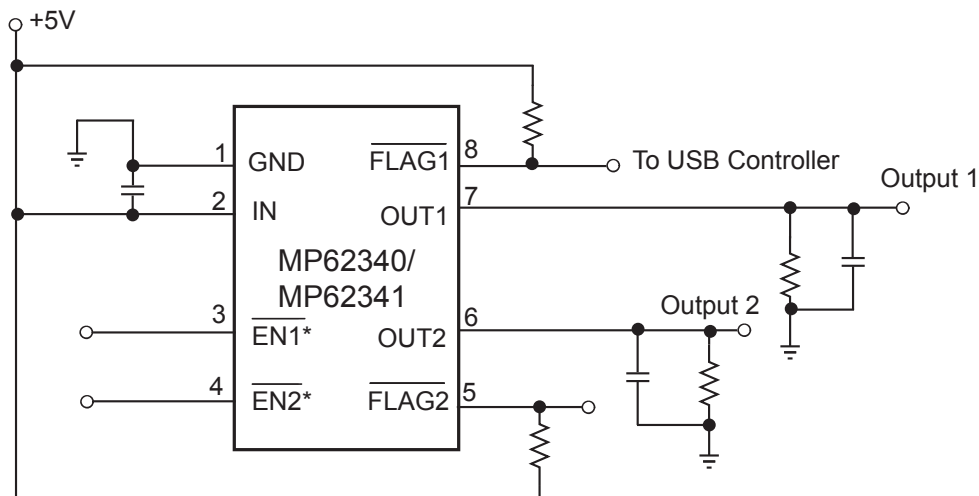 +5V
1
GND
2
IN
3
EN1*
4
EN2*
MP62340/
MP62341
FLAG1
8
To USB Controller
OUT1
7
Output 1
OUT2
6
Output 2
FLAG2
5